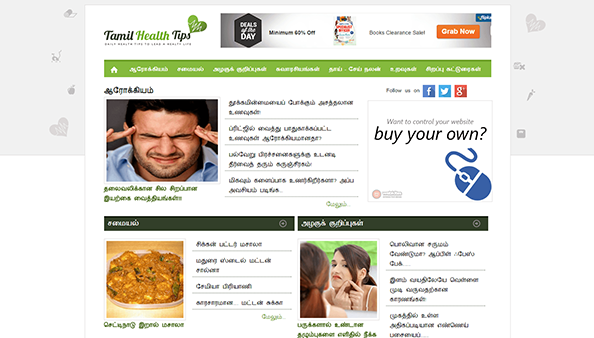 Tamil Health Tips
DAILY HEALTH TIPS TO LEAD A HEALTHY LIFE
DEALS
of the
DAY
Minimum 60% Off
Books Clearance Sale!
Grab Now
ஆரோக்கியம் சமையல் அழகுக் குறிப்புகள் சுவாரசியங்கள் தாய் - சேய் நலன் உறவுகள் சிறப்பு கட்டுரைகள்
ஆரோக்கியம்
Follow us on
தலைவலிக்கான சில சிறப்பான
இயற்கை வைத்தியங்கள்!!
தூக்கமின்மையைப் போக்கும் அசத்தலான
உணவுகள்!
ப்ரிட்ஜில் வைத்து பாதுகாக்கப்பட்ட
உணவுகள் ஆரோக்கியமானதா?
பல்வேறு பிரச்சனைகளுக்கு உடனடி
தீர்வைத் தரும் கருஞ்சீரகம்!
மிகவும் களைப்பாக உணர்கிறீர்களா? அப்ப
அவசியம் படிங்க...
மேலும்..
Want to control your website
buy your own?
சமையல்
செட்டிநாடு இறால் மசாலா
சிக்கன் பட்டர் மசாலா
மதுரை ஸ்டைல் மட்டன்
சால்னா
சேமியா பிரியாணி
காரசாரமான... மட்டன் சுக்கா
மேலும்..
அழகுக் குறிப்புகள்
பருக்களால் உண்டான
தழும்புகளை எளிதில் நீக்க
பொலிவான சருமம்
வேண்டுமா? ஆப்பிள் ஃபேஸ்
பேக்.....
இளம் வயதிலேயே வெள்ளை
முடி வருவதற்கான
காரணங்கள்!
முகத்தில் உள்ள
அதிகப்படியான எண்ணெய்
பசையைப்...